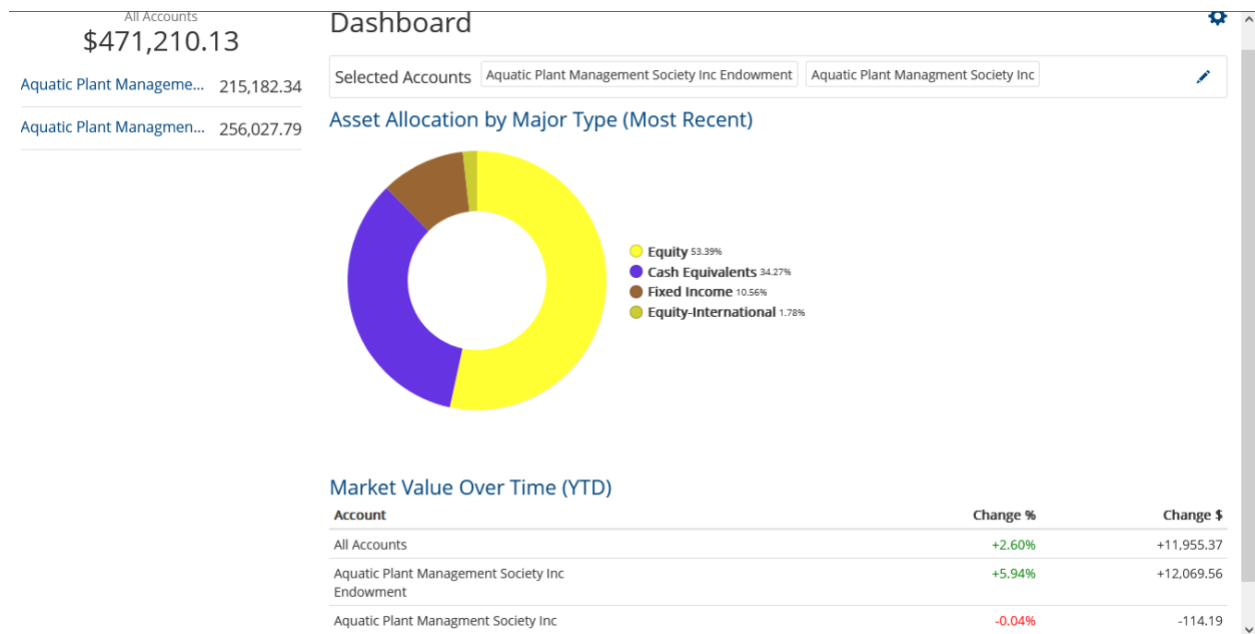 All Accounts
$471,210.13
Aquatic Plant Manageme... 215,182.34
Aquatic Plant Managmen... 256,027.79
Dashboard
Selected Accounts Aquatic Plant Management Society Inc Endowment Aquatic Plant Managment Society Inc
Asset Allocation by Major Type (Most Recent)
Equity 53.39%
Cash Equivalents 34.27%
Fixed Income 10.56%
Equity-International 1.78%
Market Value Over Time (YTD)
Account Change % Change $
All Accounts +2.60% +11,955.37
Aquatic Plant Management Society Inc +5.94% +12,069.56
Endowment
Aquatic Plant Managment Society Inc -0.04% -114.19